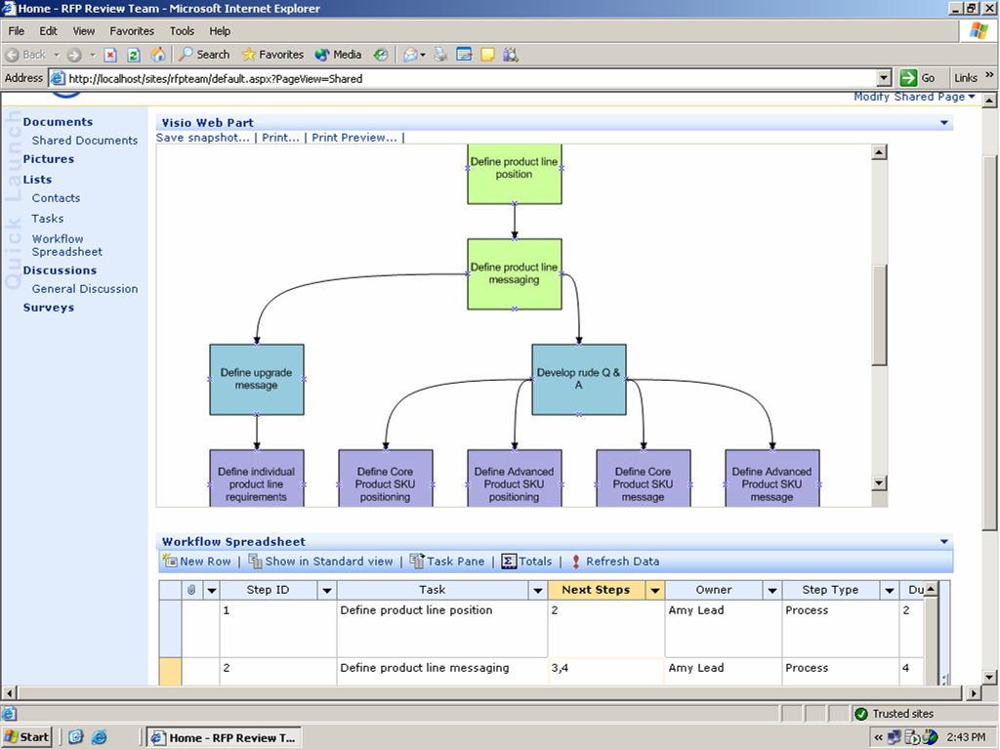 Home - RFP Review Team - Microsoft Internet Explorer
File Edit View Favorites Tools Help
Back Search Favorites Media
Address http://localhost/sites/rfpteam/default.aspx?PageView=Shared Go Links »
Modify Shared Page
Quick Launch
Documents
Shared Documents
Pictures
Lists
Contacts
Tasks
Workflow
Spreadsheet
Discussions
General Discussion
Surveys
Visio Web Part
Save snapshot... | Print... | Print Preview... |
Define product line
position
Define product line
messaging
Define upgrade
message
Develop rude Q &
A
Define individual
product line
requirements
Define Core
Product SKU
positioning
Define Advanced
Product SKU
positioning
Define Core
Product SKU
message
Define Advanced
Product SKU
message
Workflow Spreadsheet
New Row | Show in Standard view | Task Pane | Σ Totals | Refresh Data
Step ID Task Next Steps Owner Step Type Du
1 Define product line position 2 Amy Lead Process 2
2 Define product line messaging 3,4 Amy Lead Process 4
Trusted sites
Start Home - RFP Review T... « 2:43 PM